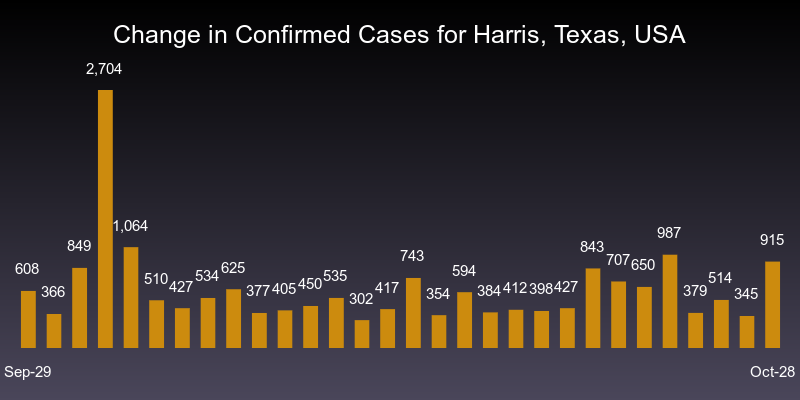 Change in Confirmed Cases for Harris, Texas, USA
2,704
1,064
608 366 849 510 427 534 625 377 405 450 535 302 417 743 354 594 384 412 398 427 843 707 650 987 379 514 345 915
Sep-29 Oct-28